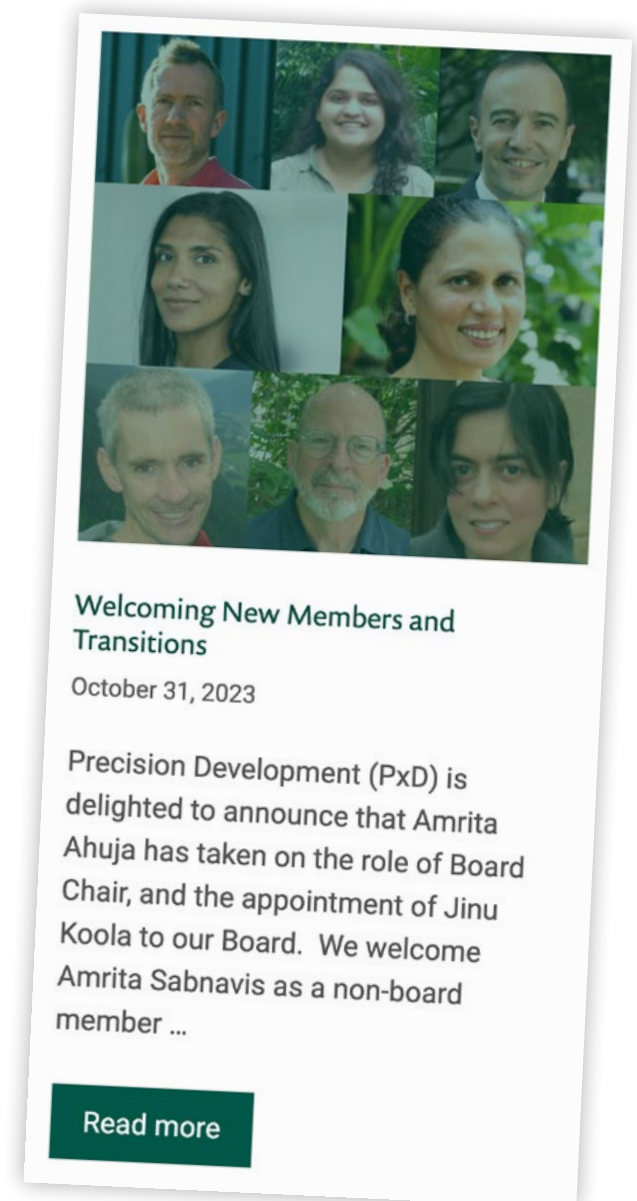 Welcoming New Members and
Transitions
October 31, 2023
Precision Development (PxD) is
delighted to announce that Amrita
Ahuja has taken on the role of Board
Chair, and the appointment of Jinu
Koola to our Board.  We welcome
Amrita Sabnavis as a non-board
member ...
Read more